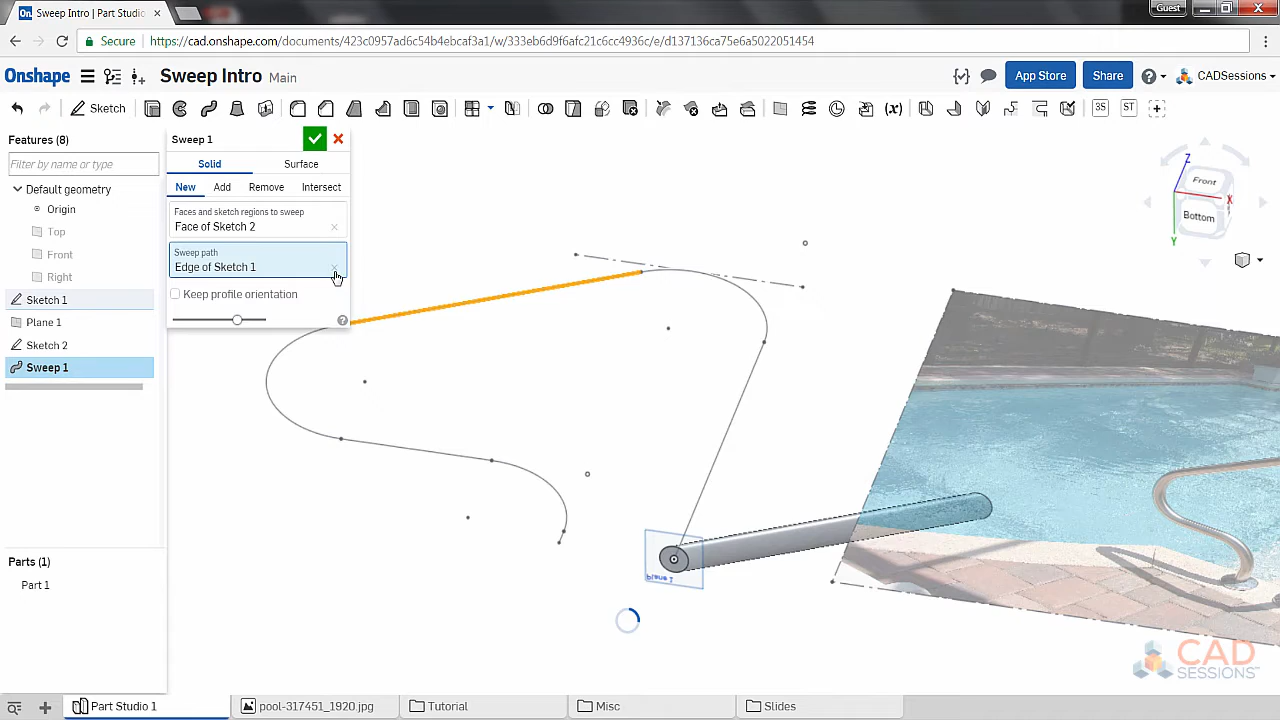 Sweep Intro | Part Studio
Guest
Secure
https://cad.onshape.com/documents/423c0957ad6c54b4ebcaf3a1/w/333eb6d9f6afc21c6cc4936c/e/d137136ca75e6a5022051454
Onshape
Sweep Intro
Main
App Store
Share
CADSessions
Sketch
(x)
3S
ST
Features (8)
Filter by name or type
Default geometry
Origin
Top
Front
Right
Sketch 1
Plane 1
Sketch 2
Sweep 1
Sweep 1
Solid
Surface
New
Add
Remove
Intersect
Faces and sketch regions to sweep
Face of Sketch 2
Sweep path
Edge of Sketch 1
Keep profile orientation
Z
Front
X
Bottom
Y
Plane 1
Parts (1)
Part 1
CAD
SESSIONS
Part Studio 1
pool-317451_1920.jpg
Tutorial
Misc
Slides